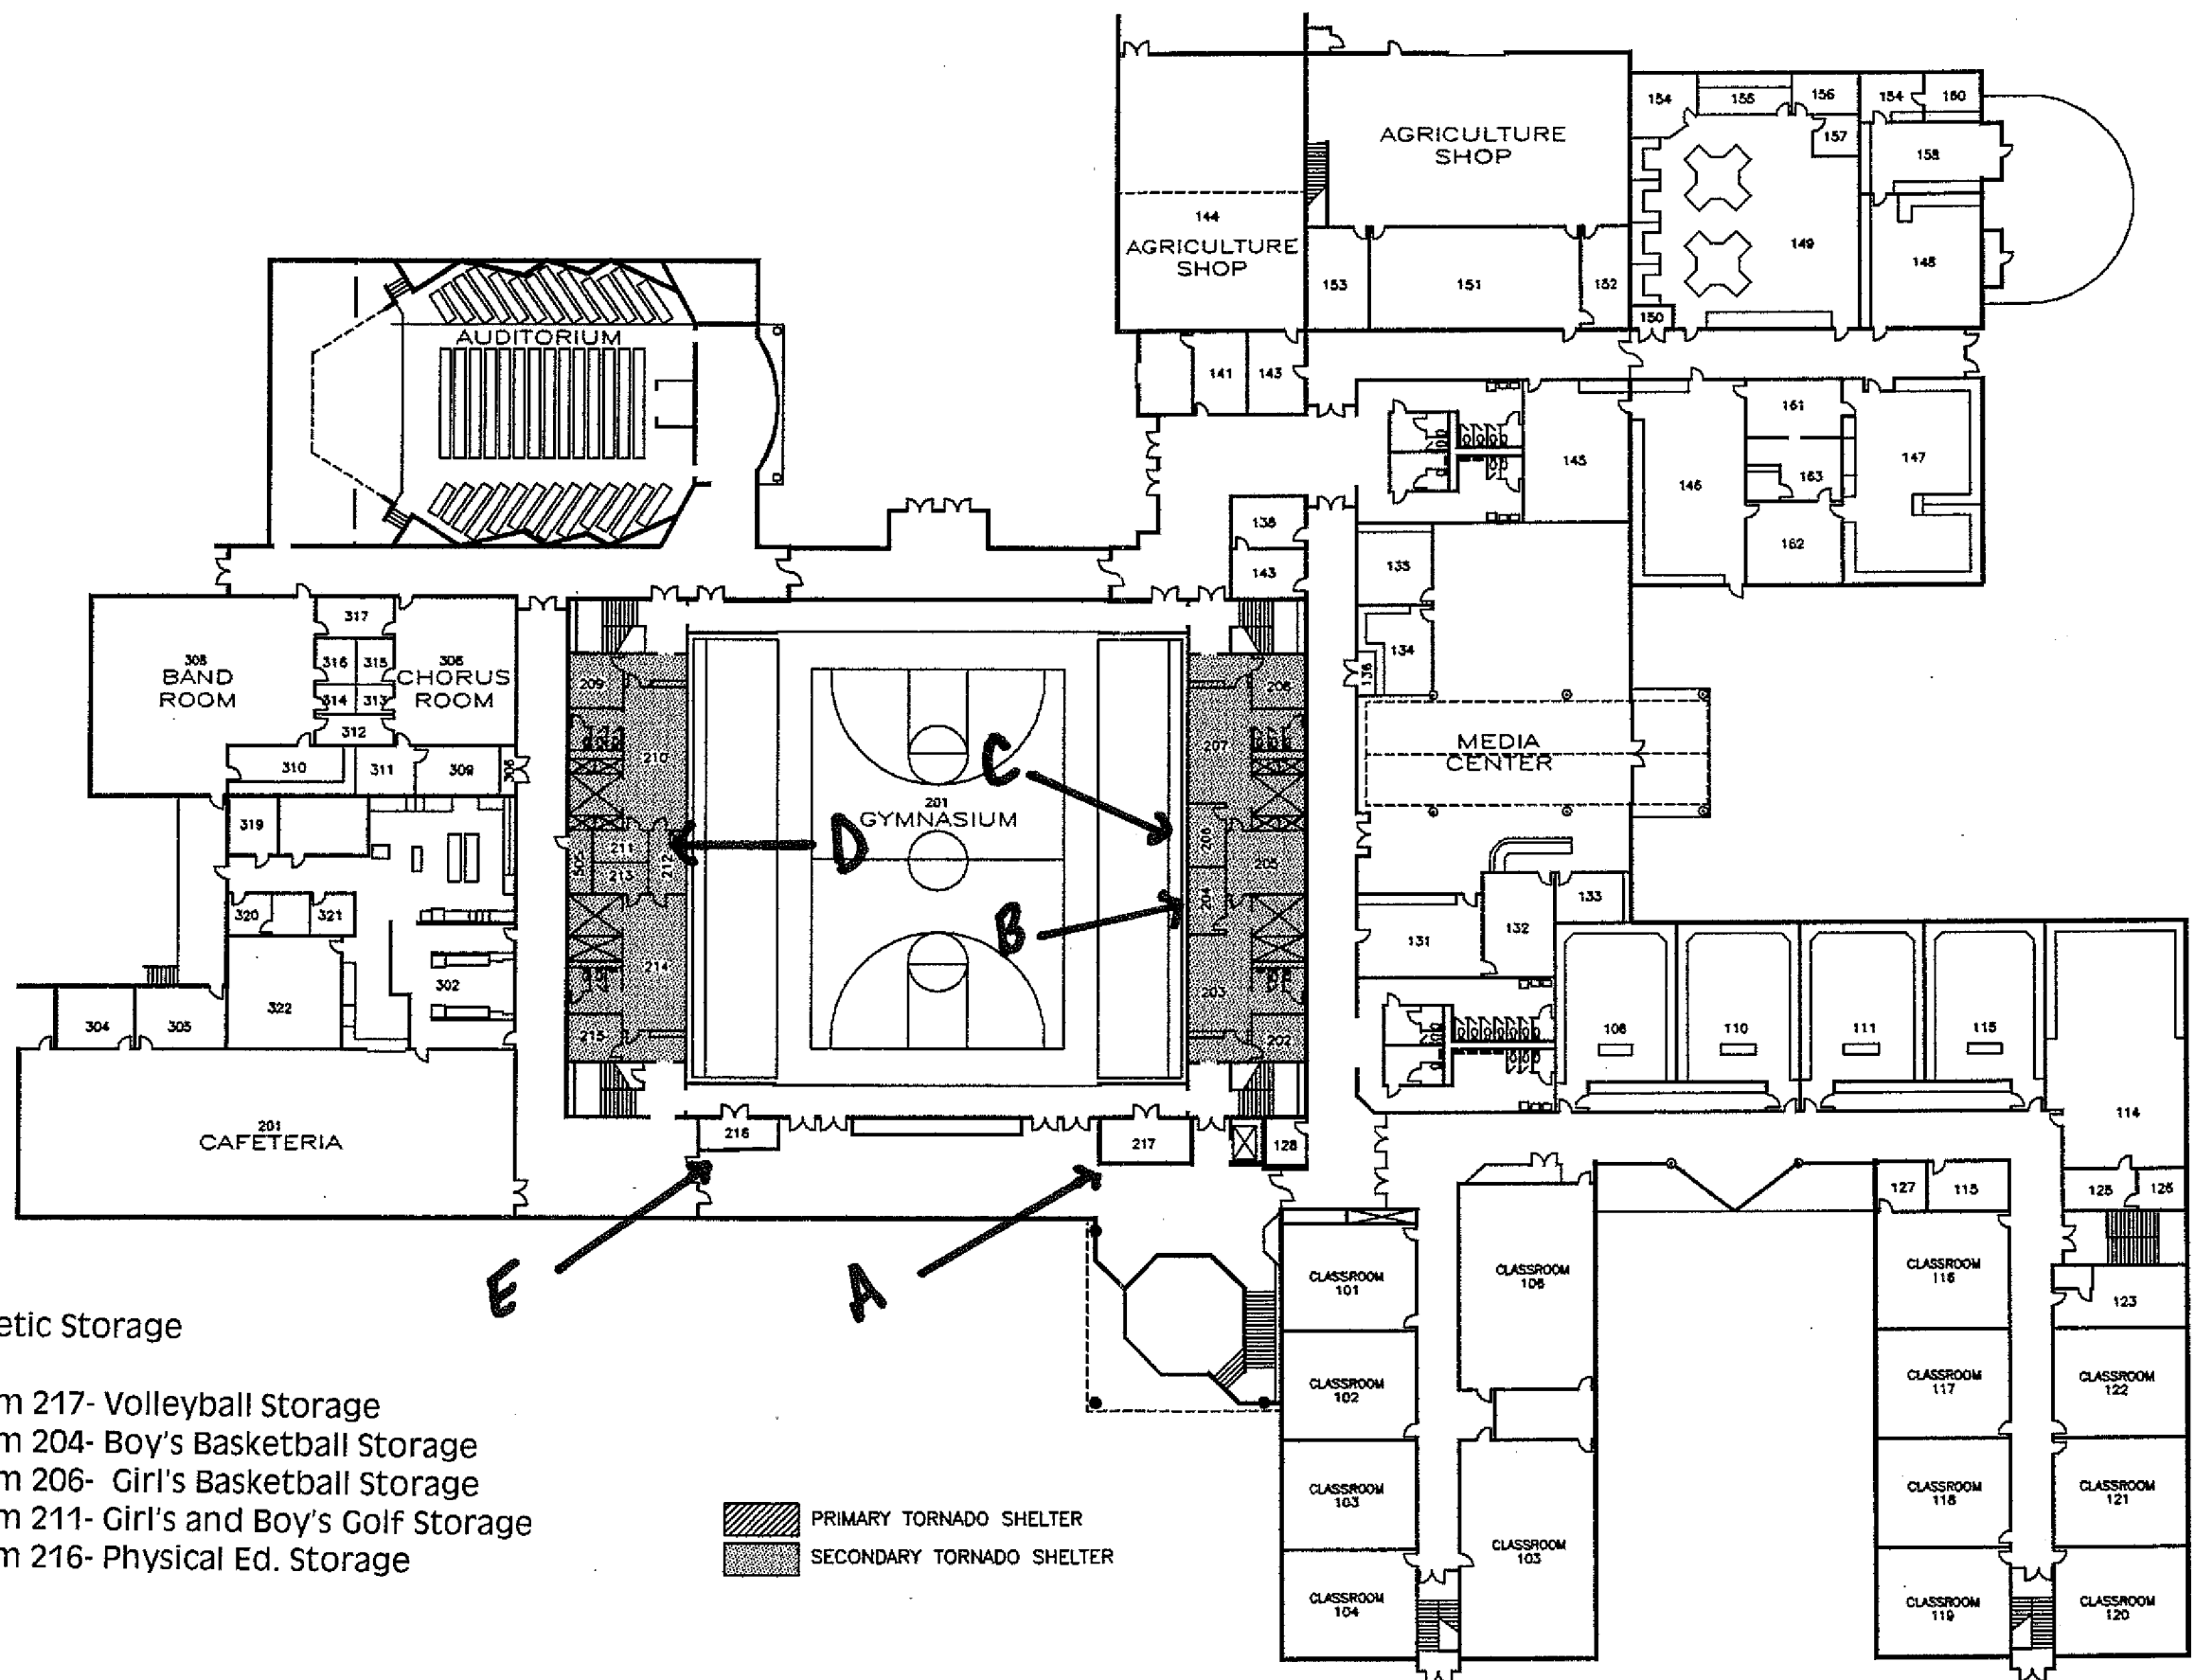 AGRICULTURE
SHOP
144
AGRICULTURE
SHOP
153
151
152
154
155
156
154
160
157
158
149
148
150
141
143
145
146
161
163
147
162
138
143
135
134
136
AUDITORIUM
308
BAND
ROOM
317
316
315
314
313
312
306
CHORUS
ROOM
310
311
309
308
319
320
321
322
302
304
305
201
CAFETERIA
209
210
211
213
212
214
215
201
GYMNASIUM
C
D
B
208
207
206
205
204
203
202
MEDIA
CENTER
131
132
133
108
110
111
115
114
216
217
128
E
A
127
115
125
126
CLASSROOM
101
CLASSROOM
106
CLASSROOM
116
123
CLASSROOM
102
CLASSROOM
117
CLASSROOM
122
CLASSROOM
103
CLASSROOM
103
CLASSROOM
118
CLASSROOM
121
CLASSROOM
104
CLASSROOM
119
CLASSROOM
120
etic Storage
m 217- Volleyball Storage
m 204- Boy's Basketball Storage
m 206- Girl's Basketball Storage
m 211- Girl's and Boy's Golf Storage
m 216- Physical Ed. Storage
PRIMARY TORNADO SHELTER
SECONDARY TORNADO SHELTER